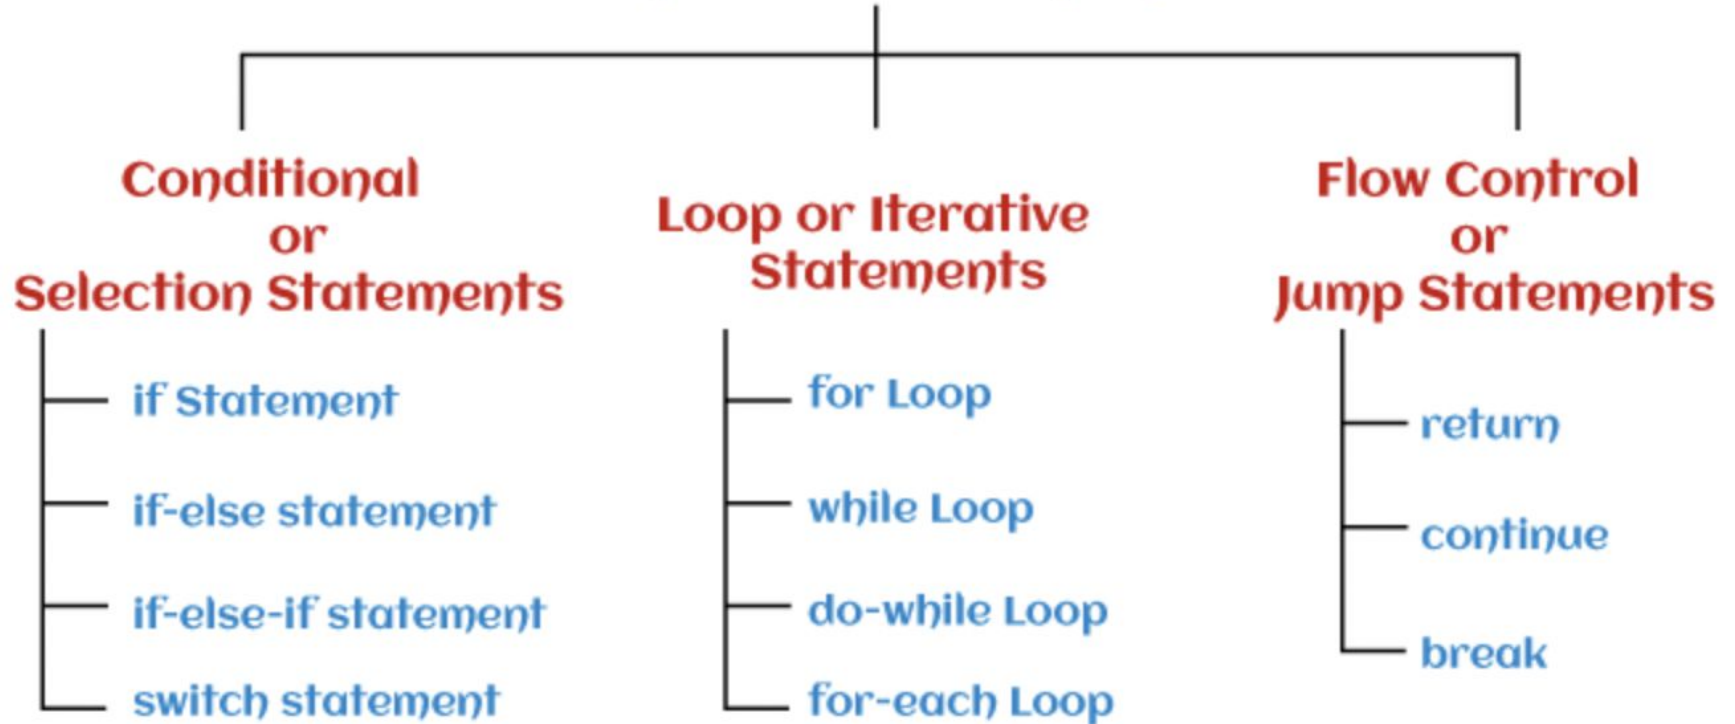 Conditional
or
Selection Statements
if Statement
if-else statement
if-else-if statement
switch statement
Loop or Iterative
Statements
for Loop
while Loop
do-while Loop
for-each Loop
Flow Control
or
Jump Statements
return
continue
break